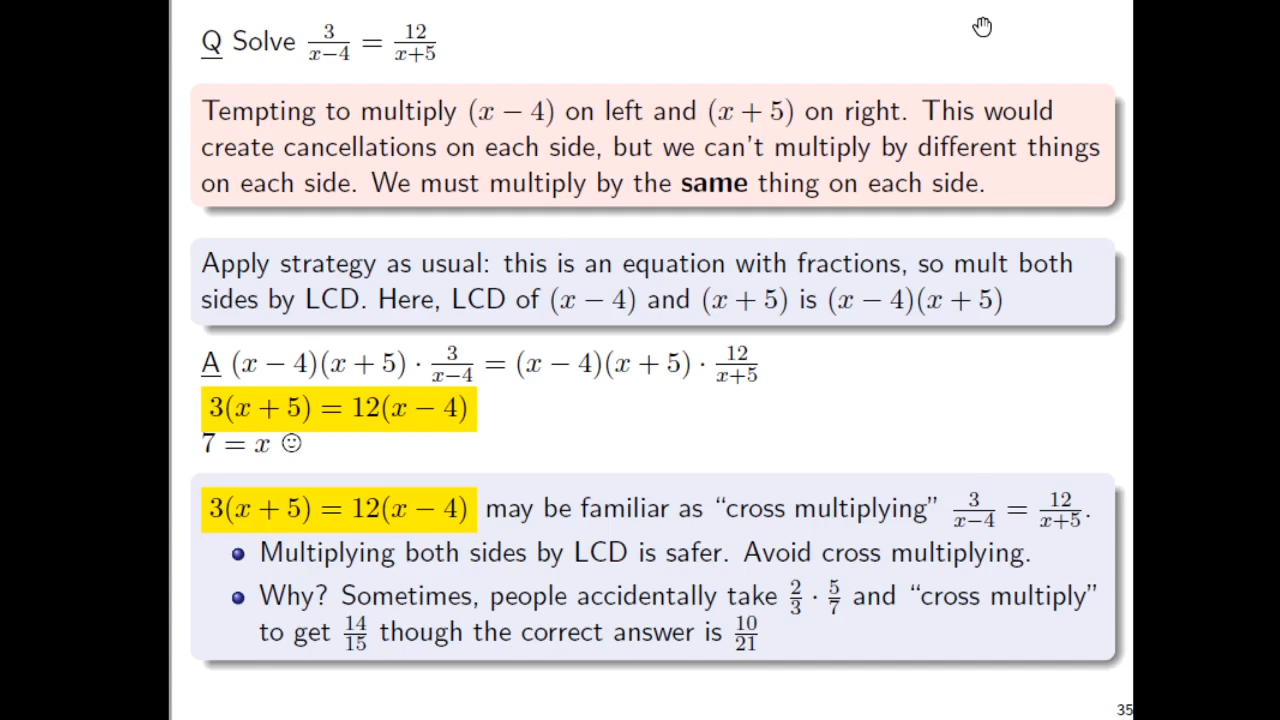 Q Solve 3/(x−4) = 12/(x+5)
Tempting to multiply (x − 4) on left and (x + 5) on right. This would
create cancellations on each side, but we can't multiply by different things
on each side. We must multiply by the same thing on each side.
Apply strategy as usual: this is an equation with fractions, so mult both
sides by LCD. Here, LCD of (x − 4) and (x + 5) is (x − 4)(x + 5)
A (x − 4)(x + 5) · 3/(x−4) = (x − 4)(x + 5) · 12/(x+5)
3(x + 5) = 12(x − 4)
7 = x ☺
3(x + 5) = 12(x − 4) may be familiar as “cross multiplying” 3/(x−4) = 12/(x+5).
• Multiplying both sides by LCD is safer. Avoid cross multiplying.
• Why? Sometimes, people accidentally take 2/3 · 5/7 and “cross multiply”
to get 14/15 though the correct answer is 10/21
35